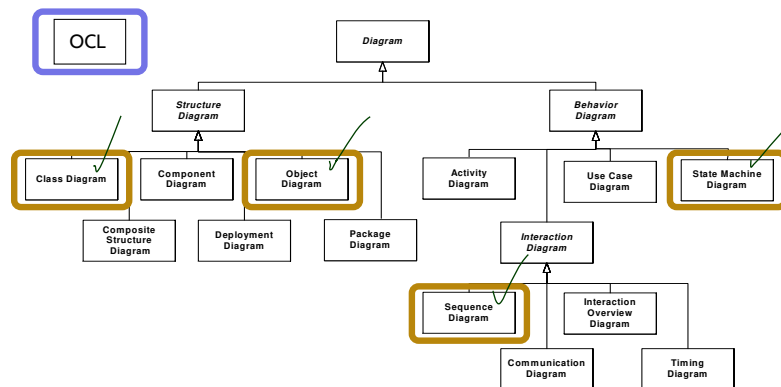 OCL
Diagram
Structure
Diagram
Behavior
Diagram
Class Diagram
Component
Diagram
Object
Diagram
Activity
Diagram
Use Case
Diagram
State Machine
Diagram
Composite
Structure
Diagram
Deployment
Diagram
Package
Diagram
Interaction
Diagram
Sequence
Diagram
Interaction
Overview
Diagram
Communication
Diagram
Timing
Diagram